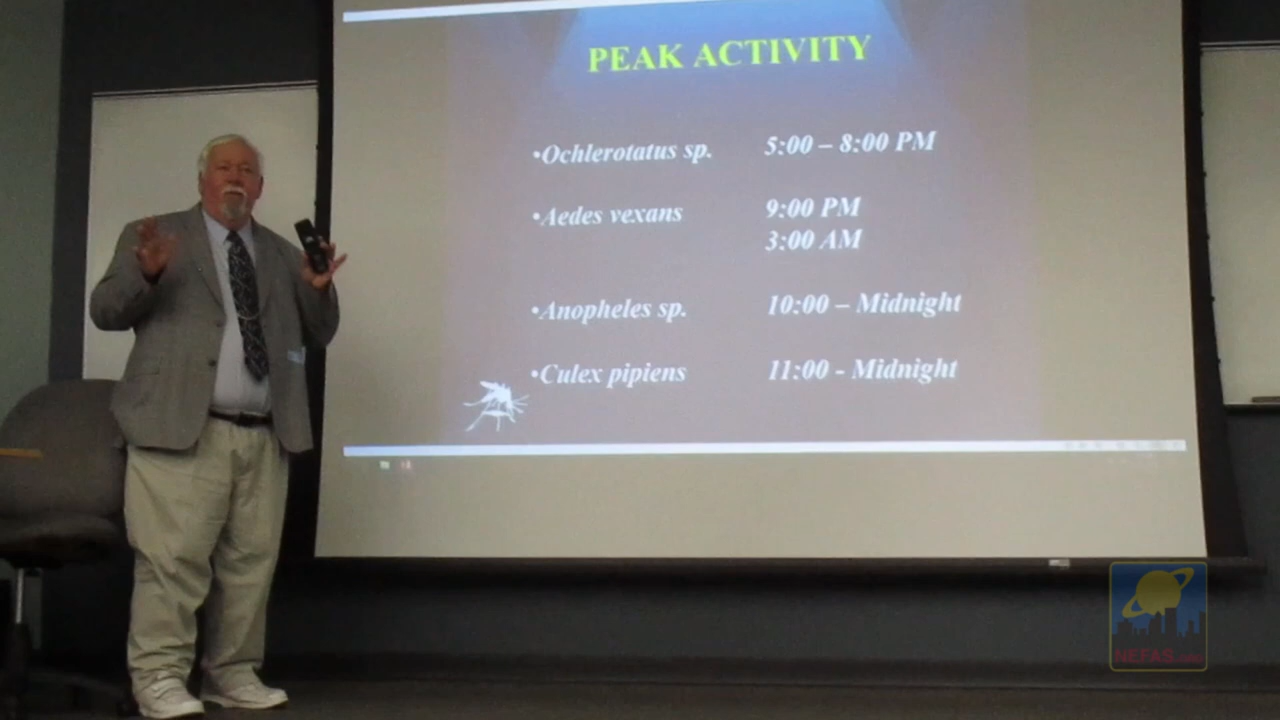 PEAK ACTIVITY
•Ochlerotatus sp. 5:00 – 8:00 PM
•Aedes vexans 9:00 PM
3:00 AM
•Anopheles sp. 10:00 – Midnight
•Culex pipiens 11:00 - Midnight
NEFAS